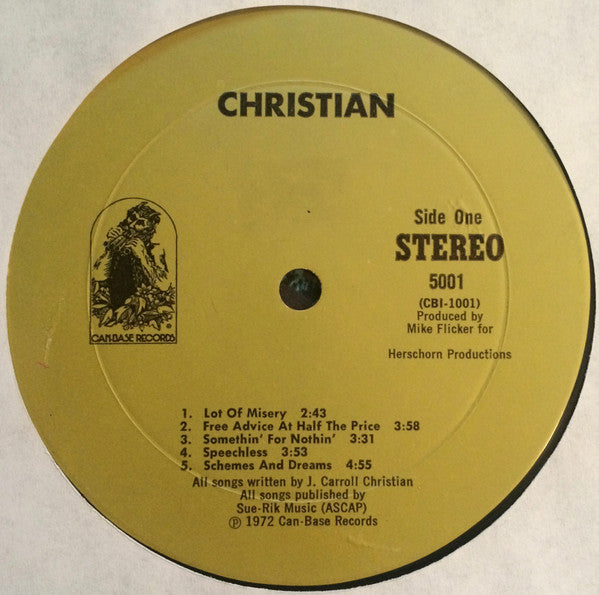 CHRISTIAN
Side One
STEREO
5001
(CBI-1001)
Produced by
Mike Flicker for
Herschorn Productions
CAN-BASE RECORDS
1. Lot Of Misery 2:43
2. Free Advice At Half The Price 3:58
3. Somethin' For Nothin' 3:31
4. Speechless 3:53
5. Schemes And Dreams 4:55
All songs written by J. Carroll Christian
All songs published by
Sue-Rik Music (ASCAP)
℗ 1972 Can-Base Records